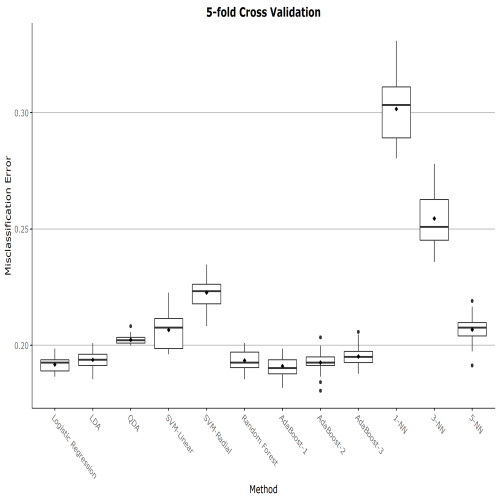 5-fold Cross Validation
Misclassification Error
0.30
0.25
0.20
Logistic Regression
LDA
QDA
SVM-Linear
SVM-Radial
Random Forest
AdaBoost-1
AdaBoost-2
AdaBoost-3
1-NN
3-NN
5-NN
Method